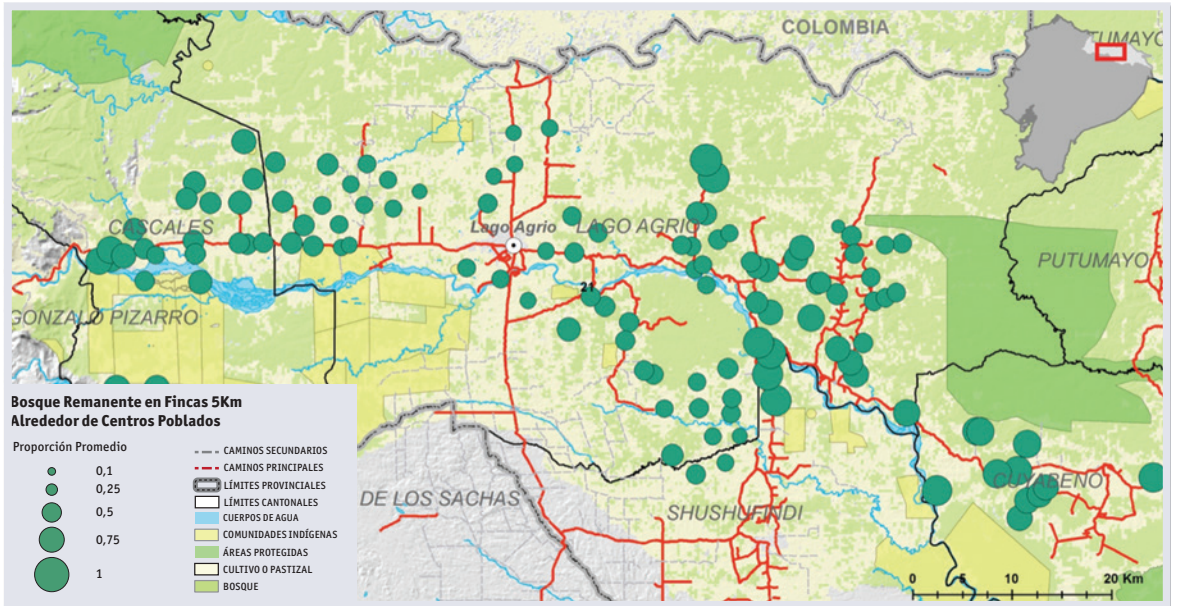 COLOMBIA
PUTUMAYO
CASCALES
Lago Agrio
LAGO AGRIO
PUTUMAYO
21
GONZALO PIZARRO
DE LOS SACHAS
SHUSHUFINDI
CUYABENO
0 5 10 20 Km
Bosque Remanente en Fincas 5Km
Alrededor de Centros Poblados
Proporción Promedio
0,1
0,25
0,5
0,75
1
CAMINOS SECUNDARIOS
CAMINOS PRINCIPALES
LÍMITES PROVINCIALES
LÍMITES CANTONALES
CUERPOS DE AGUA
COMUNIDADES INDÍGENAS
ÁREAS PROTEGIDAS
CULTIVO O PASTIZAL
BOSQUE